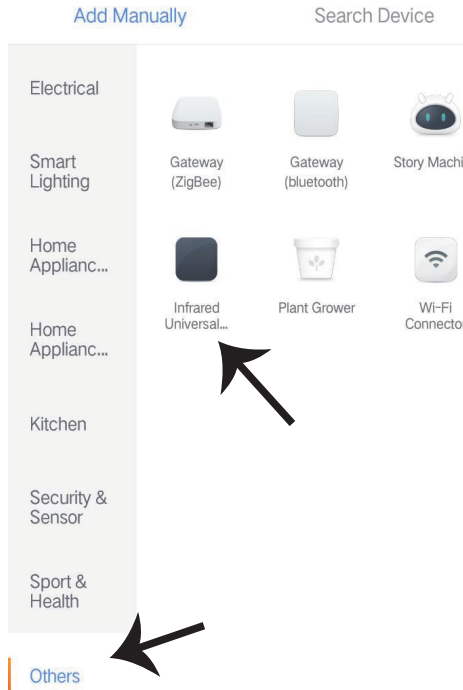 Add Manually
Search Device
Electrical
Smart
Lighting
Home
Applianc...
Home
Applianc...
Kitchen
Security &
Sensor
Sport &
Health
Others
Gateway
(ZigBee)
Gateway
(bluetooth)
Story Machi
Infrared
Universal...
Plant Grower
Wi-Fi
Connector